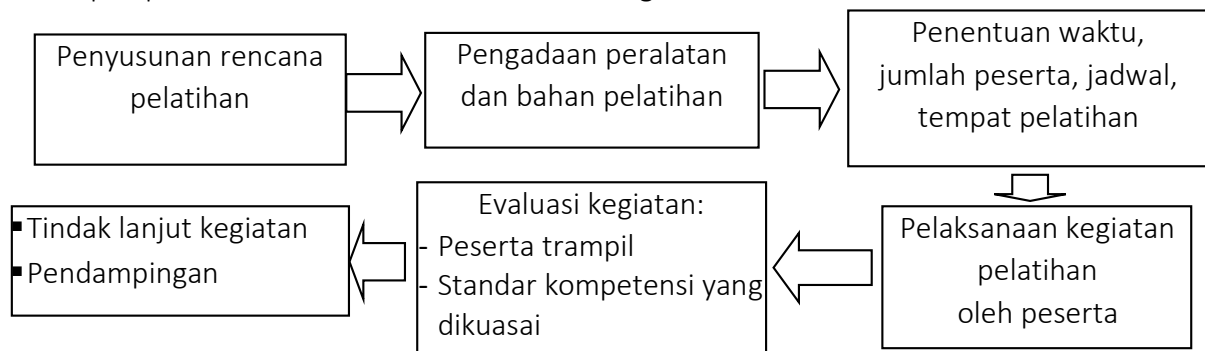 Penyusunan rencana
pelatihan
Pengadaan peralatan
dan bahan pelatihan
Penentuan waktu,
jumlah peserta, jadwal,
tempat pelatihan
Pelaksanaan kegiatan
pelatihan
oleh peserta
Evaluasi kegiatan:
- Peserta trampil
- Standar kompetensi yang
dikuasai
▪Tindak lanjut kegiatan
▪Pendampingan